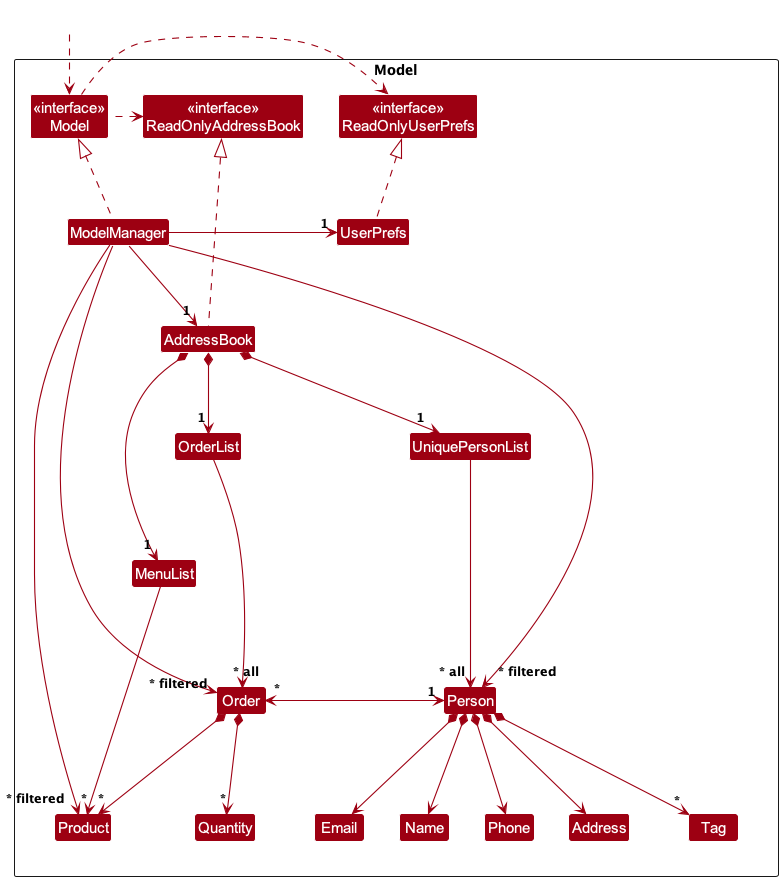 Model
«interface»
Model
«interface»
ReadOnlyAddressBook
«interface»
ReadOnlyUserPrefs
ModelManager
1
UserPrefs
1
AddressBook
1
1
OrderList
UniquePersonList
1
MenuList
* all
* all
* filtered
* filtered
*
1
Order
Person
* filtered
*
*
*
*
Product
Quantity
Email
Name
Phone
Address
Tag